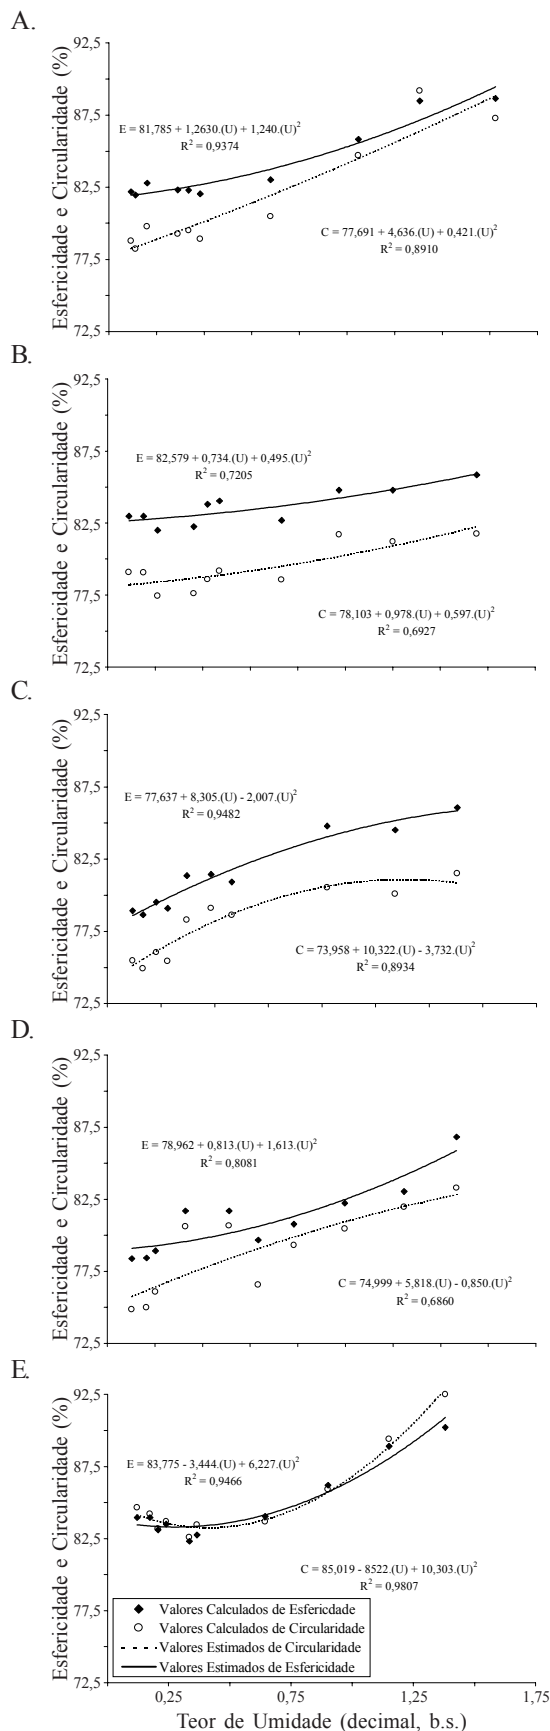 A.
Esfericidade e Circularidade (%)
92,5
87,5
82,5
77,5
72,5
E = 81,785 + 1,2630.(U) + 1,240.(U)²
R² = 0,9374
C = 77,691 + 4,636.(U) + 0,421.(U)²
R² = 0,8910
B.
Esfericidade e Circularidade (%)
92,5
87,5
82,5
77,5
72,5
E = 82,579 + 0,734.(U) + 0,495.(U)²
R² = 0,7205
C = 78,103 + 0,978.(U) + 0,597.(U)²
R² = 0,6927
C.
Esfericidade e Circularidade (%)
92,5
87,5
82,5
77,5
72,5
E = 77,637 + 8,305.(U) - 2,007.(U)²
R² = 0,9482
C = 73,958 + 10,322.(U) - 3,732.(U)²
R² = 0,8934
D.
Esfericidade e Circularidade (%)
92,5
87,5
82,5
77,5
72,5
E = 78,962 + 0,813.(U) + 1,613.(U)²
R² = 0,8081
C = 74,999 + 5,818.(U) - 0,850.(U)²
R² = 0,6860
E.
Esfericidade e Circularidade (%)
92,5
87,5
82,5
77,5
72,5
E = 83,775 - 3,444.(U) + 6,227.(U)²
R² = 0,9466
C = 85,019 - 8522.(U) + 10,303.(U)²
R² = 0,9807
Valores Calculados de Esfericdade
Valores Calculados de Circularidade
Valores Estimados de Circularidade
Valores Estimados de Esfericidade
0,25 0,75 1,25 1,75
Teor de Umidade (decimal, b.s.)